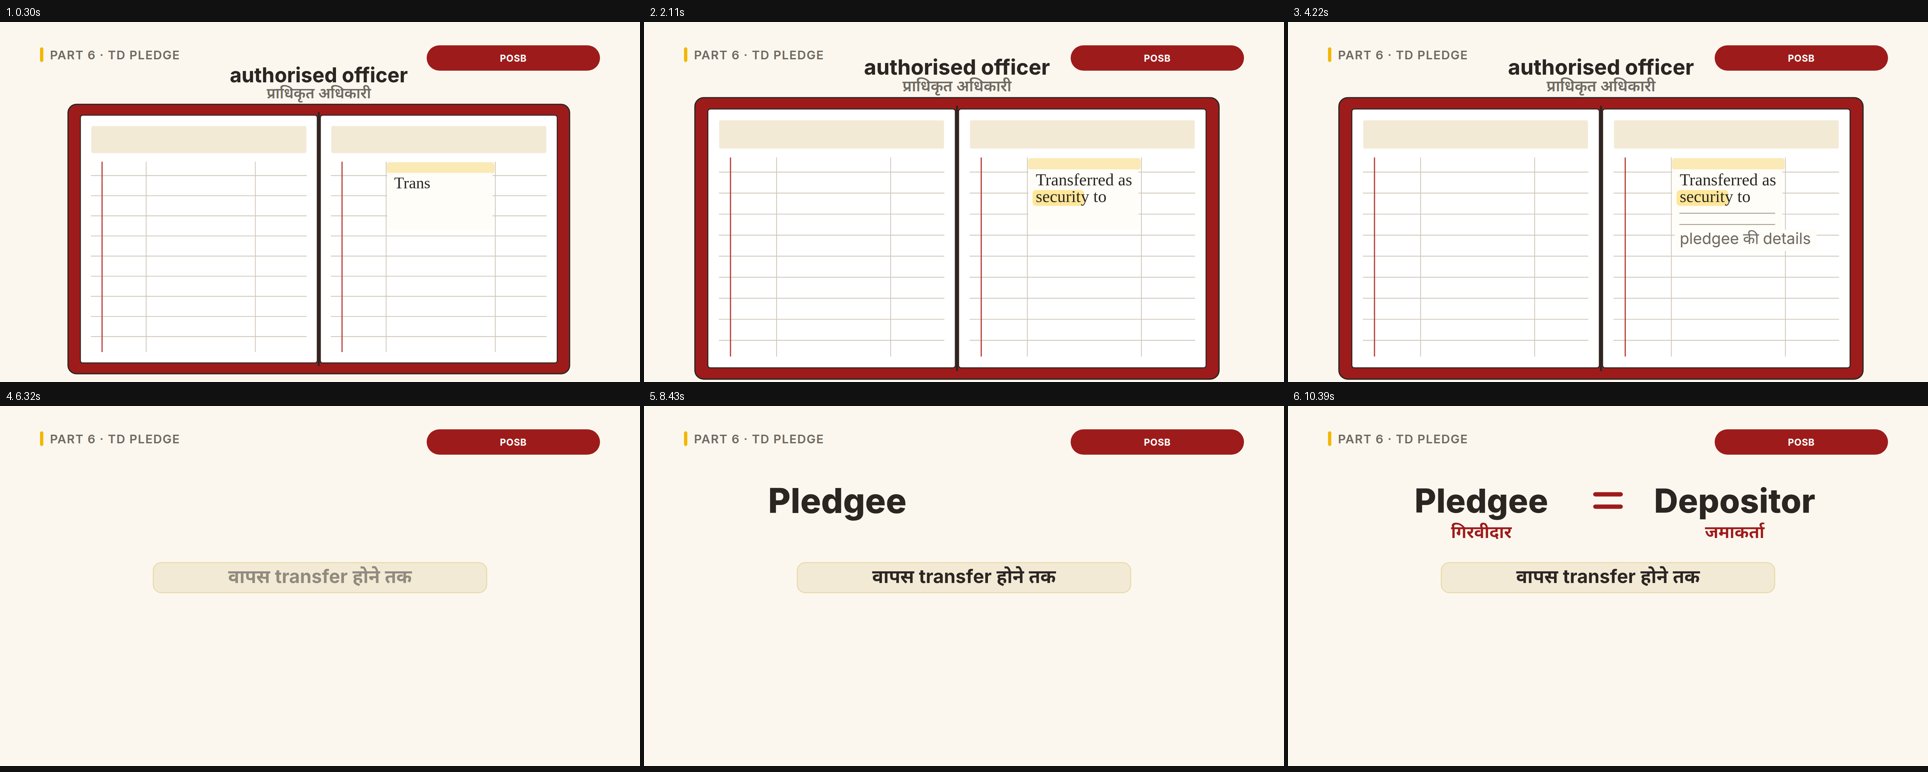 1. 0.30s
PART 6 · TD PLEDGE
POSB
authorised officer
प्राधिकृत अधिकारी
Trans
2. 2.11s
PART 6 · TD PLEDGE
POSB
authorised officer
प्राधिकृत अधिकारी
Transferred as
security to
3. 4.22s
PART 6 · TD PLEDGE
POSB
authorised officer
प्राधिकृत अधिकारी
Transferred as
security to
pledgee की details
4. 6.32s
PART 6 · TD PLEDGE
POSB
वापस transfer होने तक
5. 8.43s
PART 6 · TD PLEDGE
POSB
Pledgee
वापस transfer होने तक
6. 10.39s
PART 6 · TD PLEDGE
POSB
Pledgee = Depositor
गिरवीदार जमाकर्ता
वापस transfer होने तक